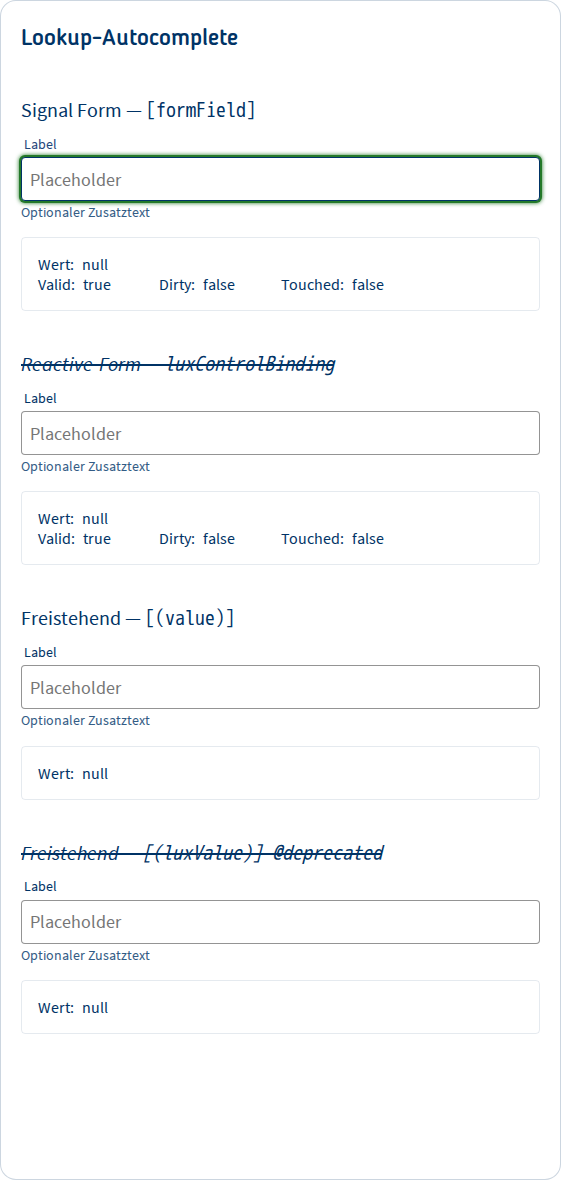 Lookup-Autocomplete
Signal Form — [formField]
Label
Placeholder
Optionaler Zusatztext
Wert: null
Valid: true Dirty: false Touched: false
Reactive Form — luxControlBinding
Label
Placeholder
Optionaler Zusatztext
Wert: null
Valid: true Dirty: false Touched: false
Freistehend — [(value)]
Label
Placeholder
Optionaler Zusatztext
Wert: null
Freistehend — [(luxValue)] @deprecated
Label
Placeholder
Optionaler Zusatztext
Wert: null